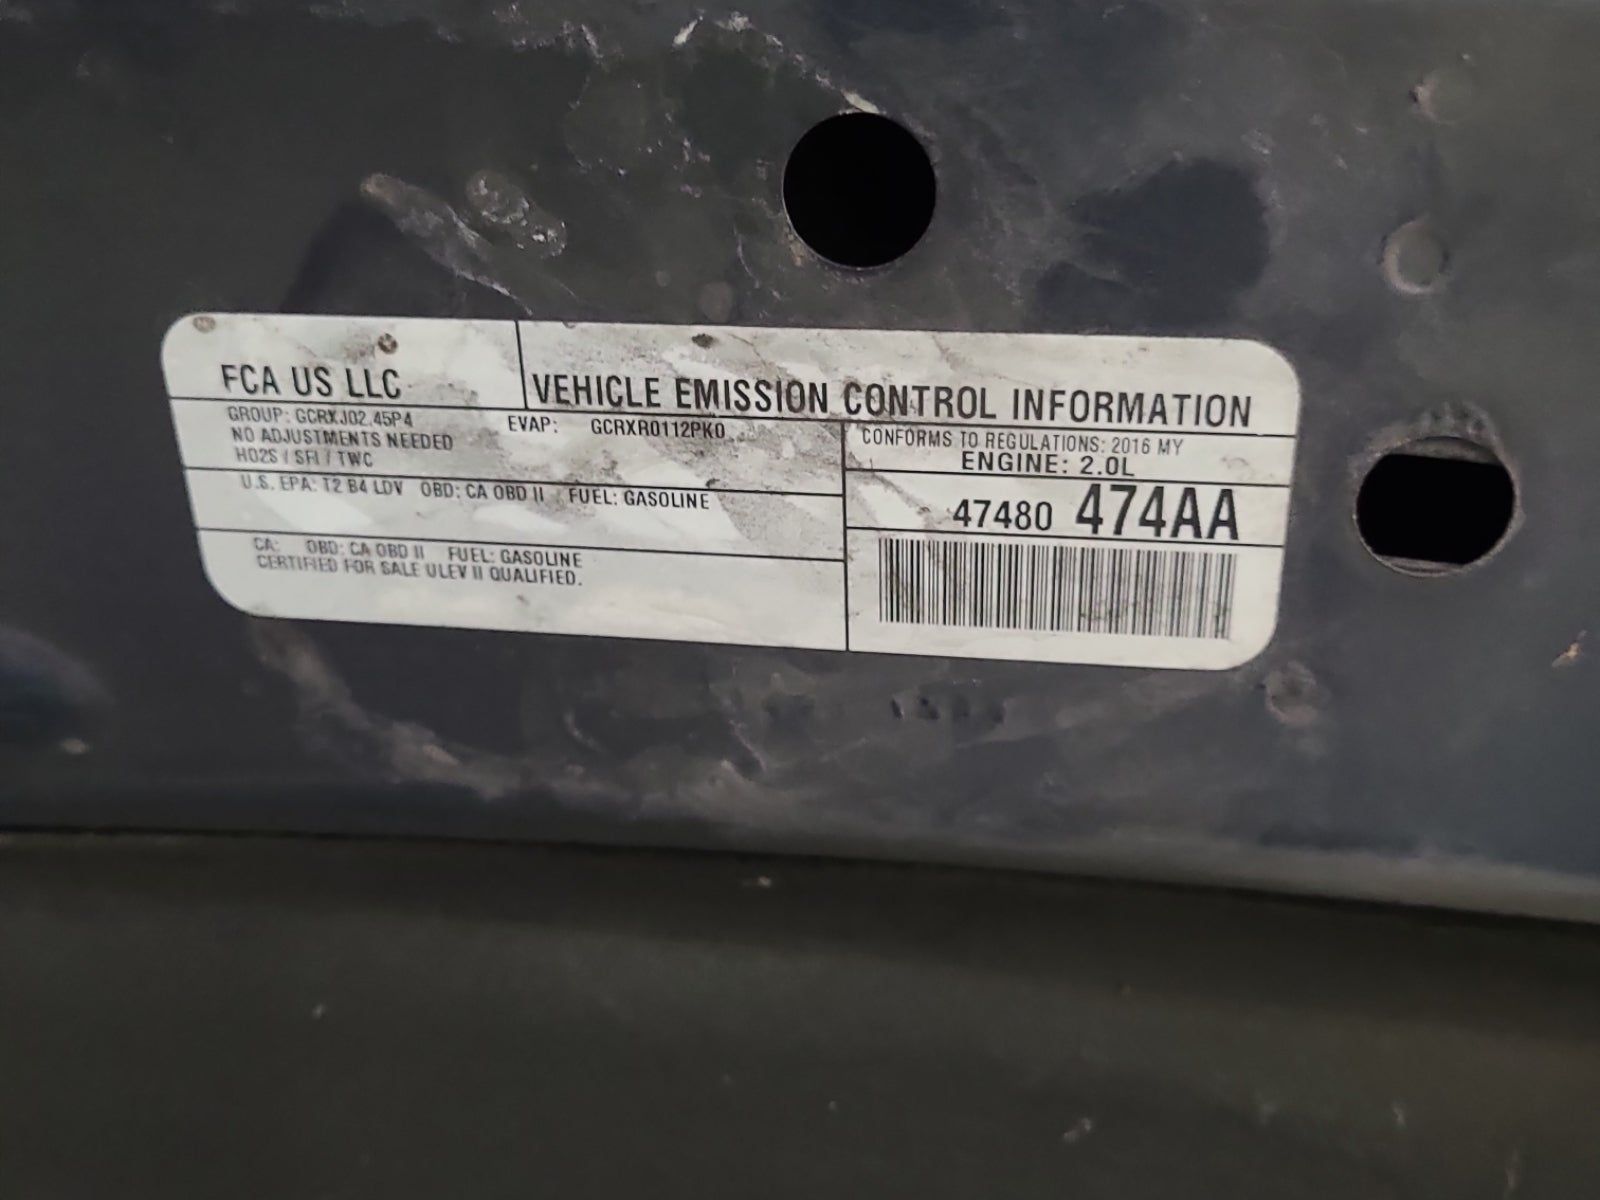 FCA US LLC
VEHICLE EMISSION CONTROL INFORMATION
GROUP: GCRXJ02.45P4
EVAP: GCRXR0112PK0
NO ADJUSTMENTS NEEDED
HO2S / SFI / TWC
CONFORMS TO REGULATIONS: 2016 MY
ENGINE: 2.0L
U.S. EPA: T2 B4 LDV OBD: CA OBD II FUEL: GASOLINE
47480 474AA
CA: OBD: CA OBD II FUEL: GASOLINE
CERTIFIED FOR SALE ULEV II QUALIFIED.